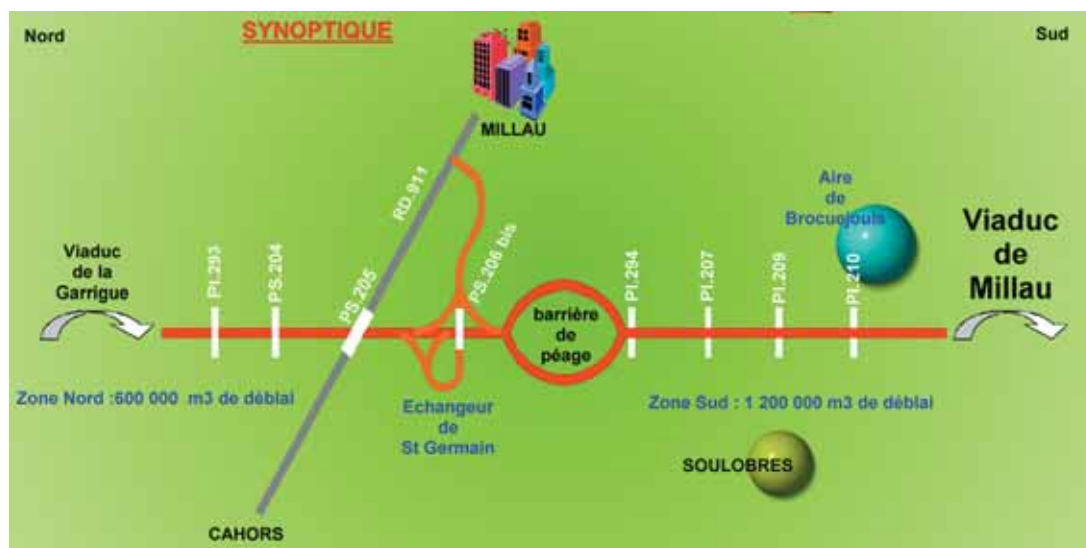 Nord
SYNOPTIQUE
Sud
MILLAU
RD.911
Aire
de
Brocuejouls
Viaduc
de la
Garrigue
PI.293
PS.204
PS.205
PS.206 bis
barrière
de
péage
PI.294
PI.207
PI.209
PI.210
Viaduc
de
Millau
Zone Nord :600 000 m3 de déblai
Echangeur
de
St Germain
Zone Sud : 1 200 000 m3 de déblai
SOULOBRES
CAHORS